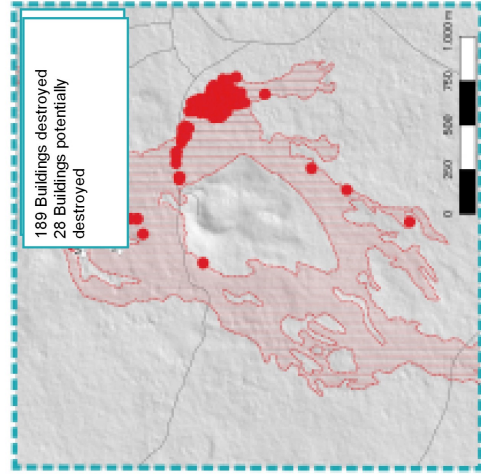 189 Buildings destroyed
28 Buildings potentially
destroyed
0 250 500 750 1,000 m